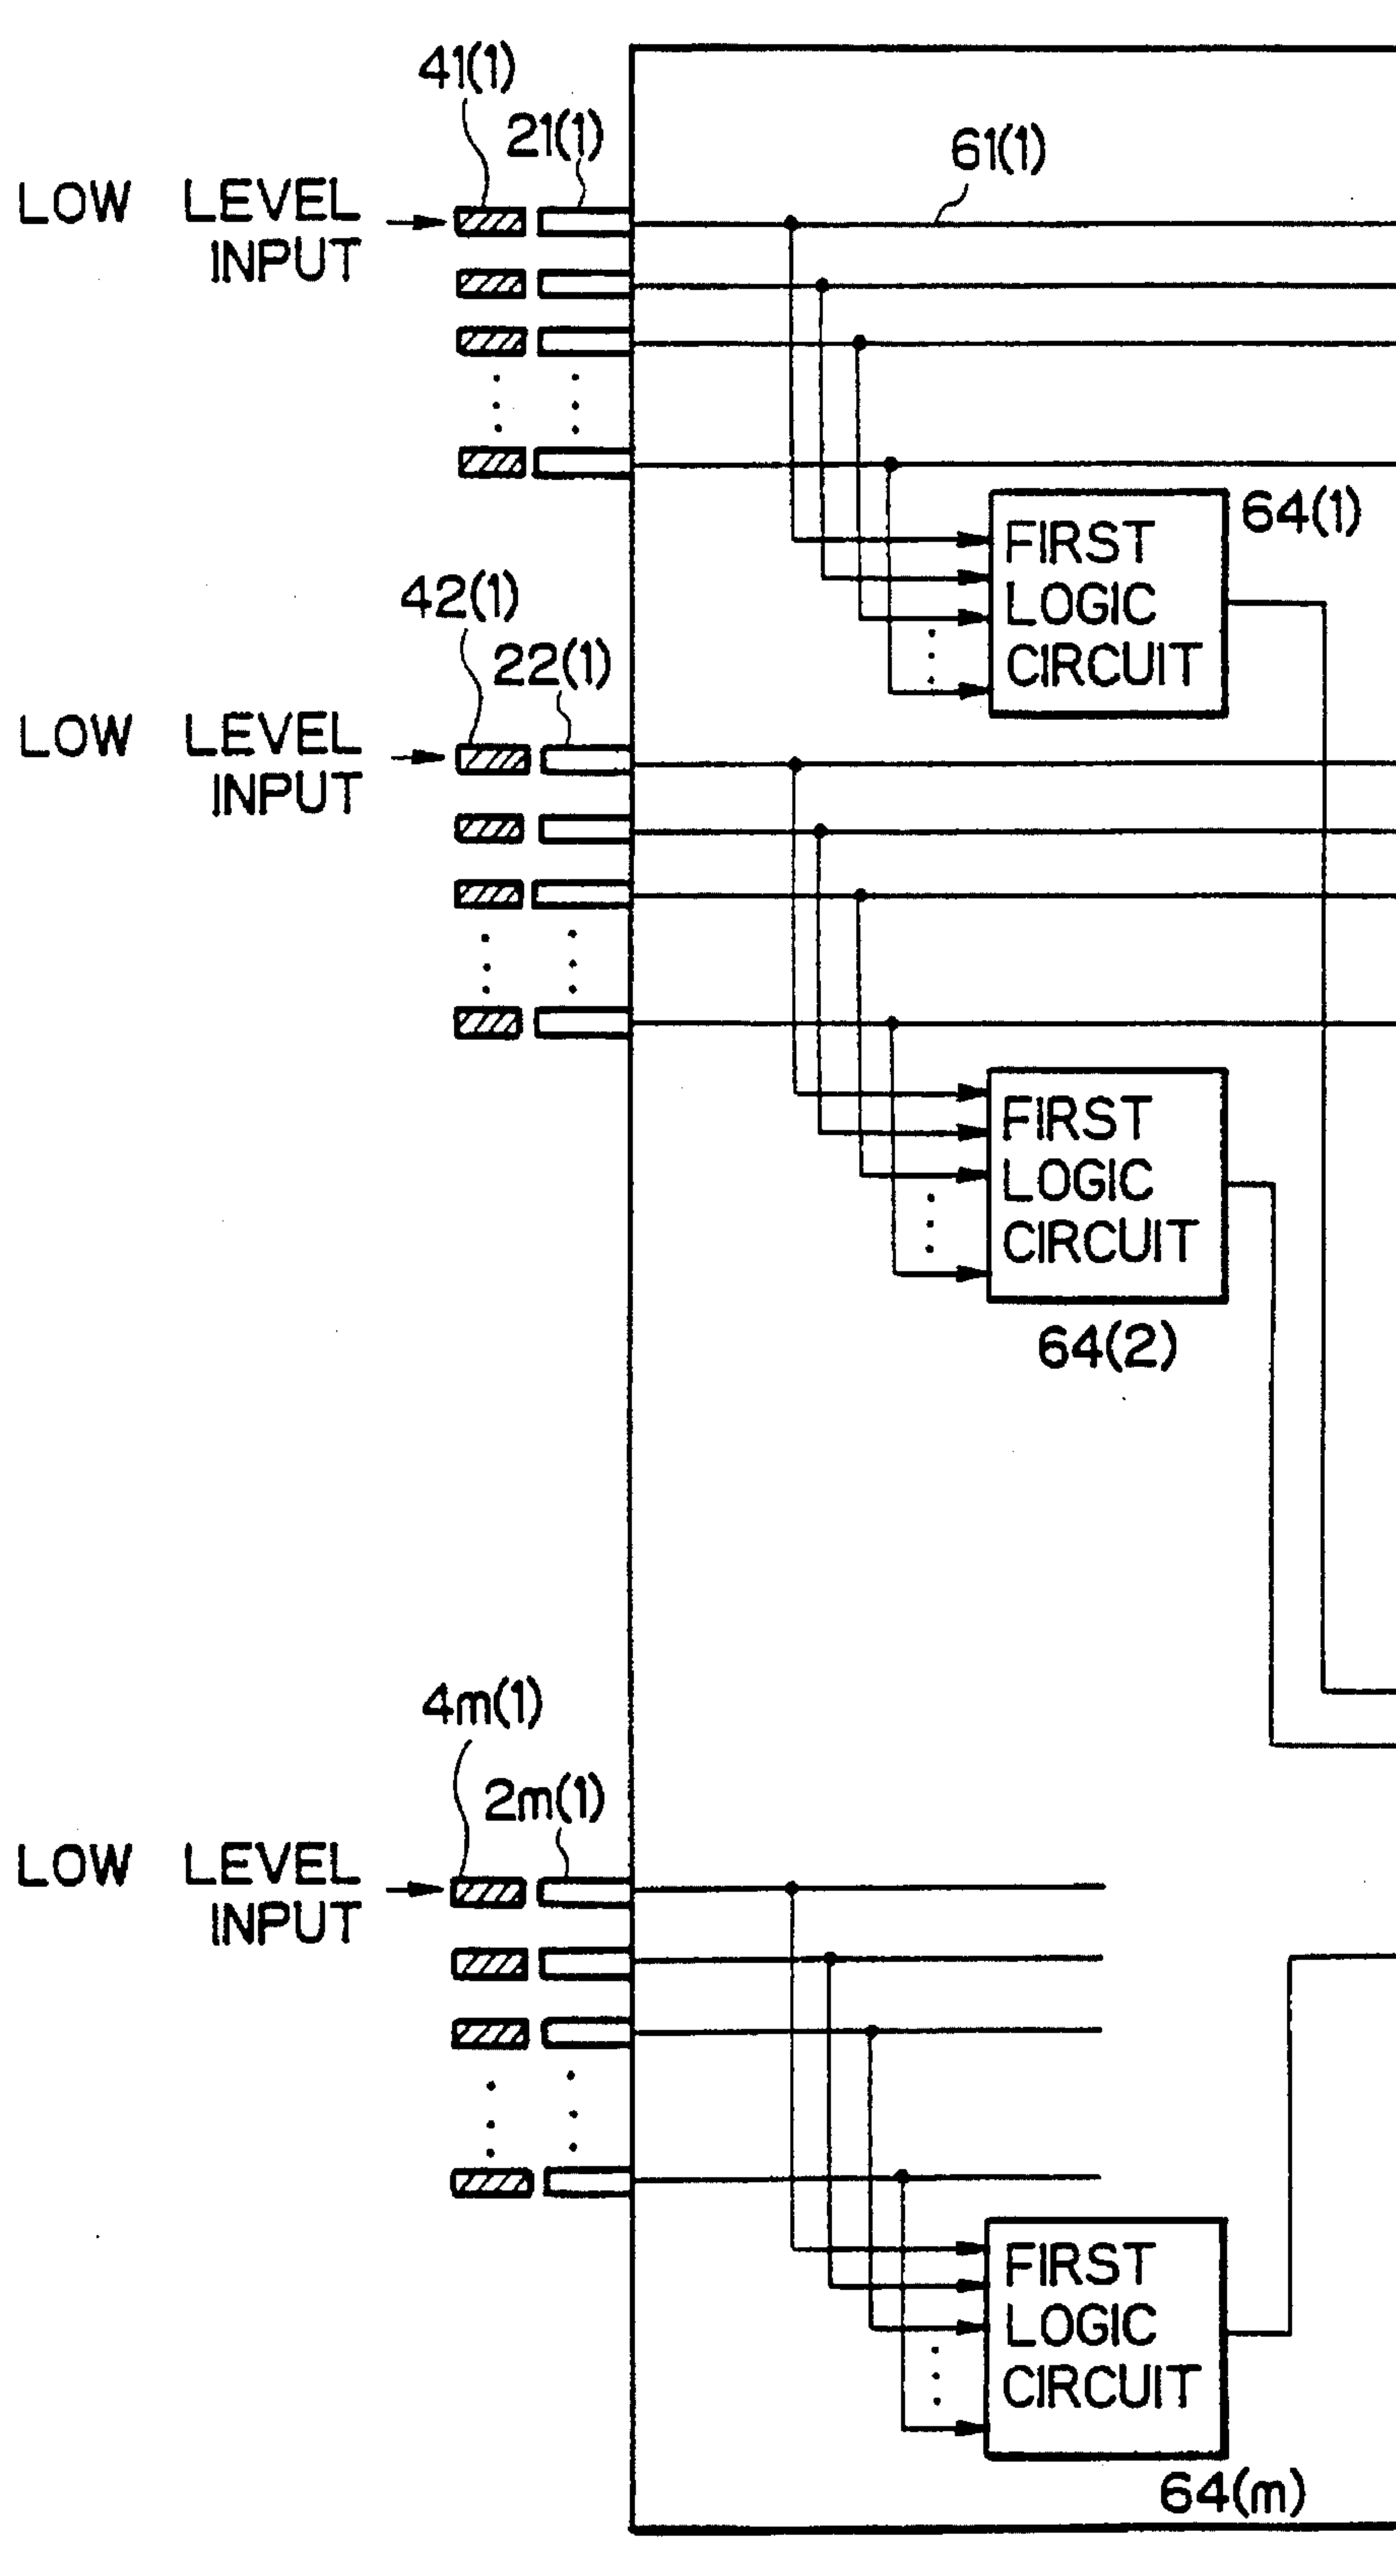 41(1)
21(1)
61(1)
LOW LEVEL
INPUT
64(1)
FIRST
LOGIC
CIRCUIT
42(1)
22(1)
LOW LEVEL
INPUT
FIRST
LOGIC
CIRCUIT
64(2)
4m(1)
2m(1)
LOW LEVEL
INPUT
FIRST
LOGIC
CIRCUIT
64(m)